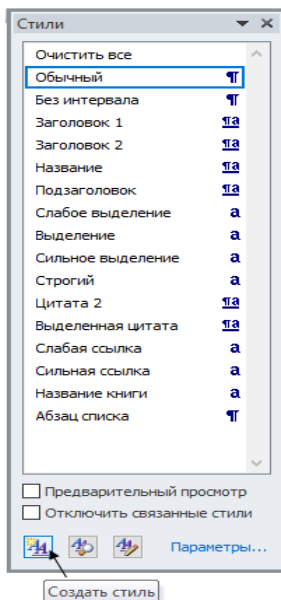 Стили
Очистить все
Обычный ¶
Без интервала ¶
Заголовок 1 ¶a
Заголовок 2 ¶a
Название ¶a
Подзаголовок ¶a
Слабое выделение a
Выделение a
Сильное выделение a
Строгий a
Цитата 2 ¶a
Выделенная цитата ¶a
Слабая ссылка a
Сильная ссылка a
Название книги a
Абзац списка ¶
Предварительный просмотр
Отключить связанные стили
Параметры...
Создать стиль